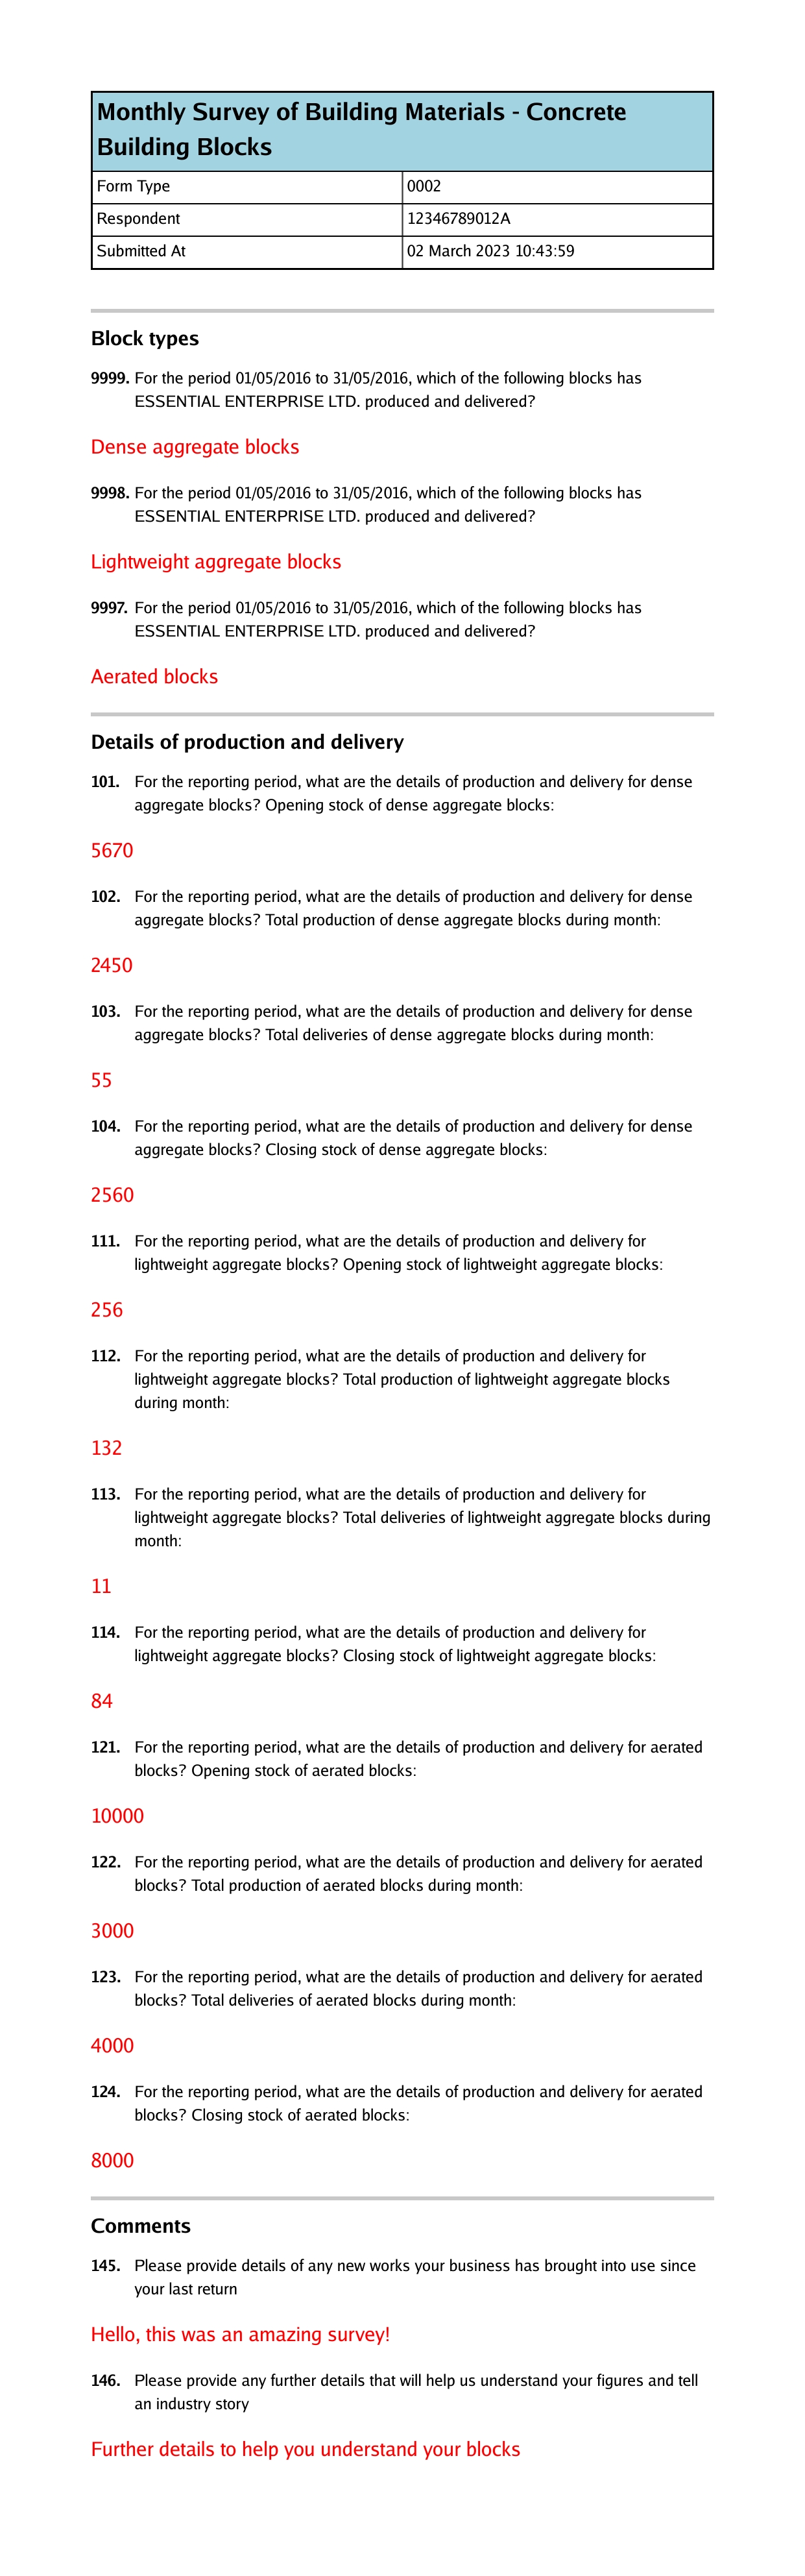 Monthly Survey of Building Materials - Concrete
Building Blocks
Form Type 0002
Respondent 12346789012A
Submitted At 02 March 2023 10:43:59
Block types
9999. For the period 01/05/2016 to 31/05/2016, which of the following blocks has
ESSENTIAL ENTERPRISE LTD. produced and delivered?
Dense aggregate blocks
9998. For the period 01/05/2016 to 31/05/2016, which of the following blocks has
ESSENTIAL ENTERPRISE LTD. produced and delivered?
Lightweight aggregate blocks
9997. For the period 01/05/2016 to 31/05/2016, which of the following blocks has
ESSENTIAL ENTERPRISE LTD. produced and delivered?
Aerated blocks
Details of production and delivery
101. For the reporting period, what are the details of production and delivery for dense
aggregate blocks? Opening stock of dense aggregate blocks:
5670
102. For the reporting period, what are the details of production and delivery for dense
aggregate blocks? Total production of dense aggregate blocks during month:
2450
103. For the reporting period, what are the details of production and delivery for dense
aggregate blocks? Total deliveries of dense aggregate blocks during month:
55
104. For the reporting period, what are the details of production and delivery for dense
aggregate blocks? Closing stock of dense aggregate blocks:
2560
111. For the reporting period, what are the details of production and delivery for
lightweight aggregate blocks? Opening stock of lightweight aggregate blocks:
256
112. For the reporting period, what are the details of production and delivery for
lightweight aggregate blocks? Total production of lightweight aggregate blocks
during month:
132
113. For the reporting period, what are the details of production and delivery for
lightweight aggregate blocks? Total deliveries of lightweight aggregate blocks during
month:
11
114. For the reporting period, what are the details of production and delivery for
lightweight aggregate blocks? Closing stock of lightweight aggregate blocks:
84
121. For the reporting period, what are the details of production and delivery for aerated
blocks? Opening stock of aerated blocks:
10000
122. For the reporting period, what are the details of production and delivery for aerated
blocks? Total production of aerated blocks during month:
3000
123. For the reporting period, what are the details of production and delivery for aerated
blocks? Total deliveries of aerated blocks during month:
4000
124. For the reporting period, what are the details of production and delivery for aerated
blocks? Closing stock of aerated blocks:
8000
Comments
145. Please provide details of any new works your business has brought into use since
your last return
Hello, this was an amazing survey!
146. Please provide any further details that will help us understand your figures and tell
an industry story
Further details to help you understand your blocks